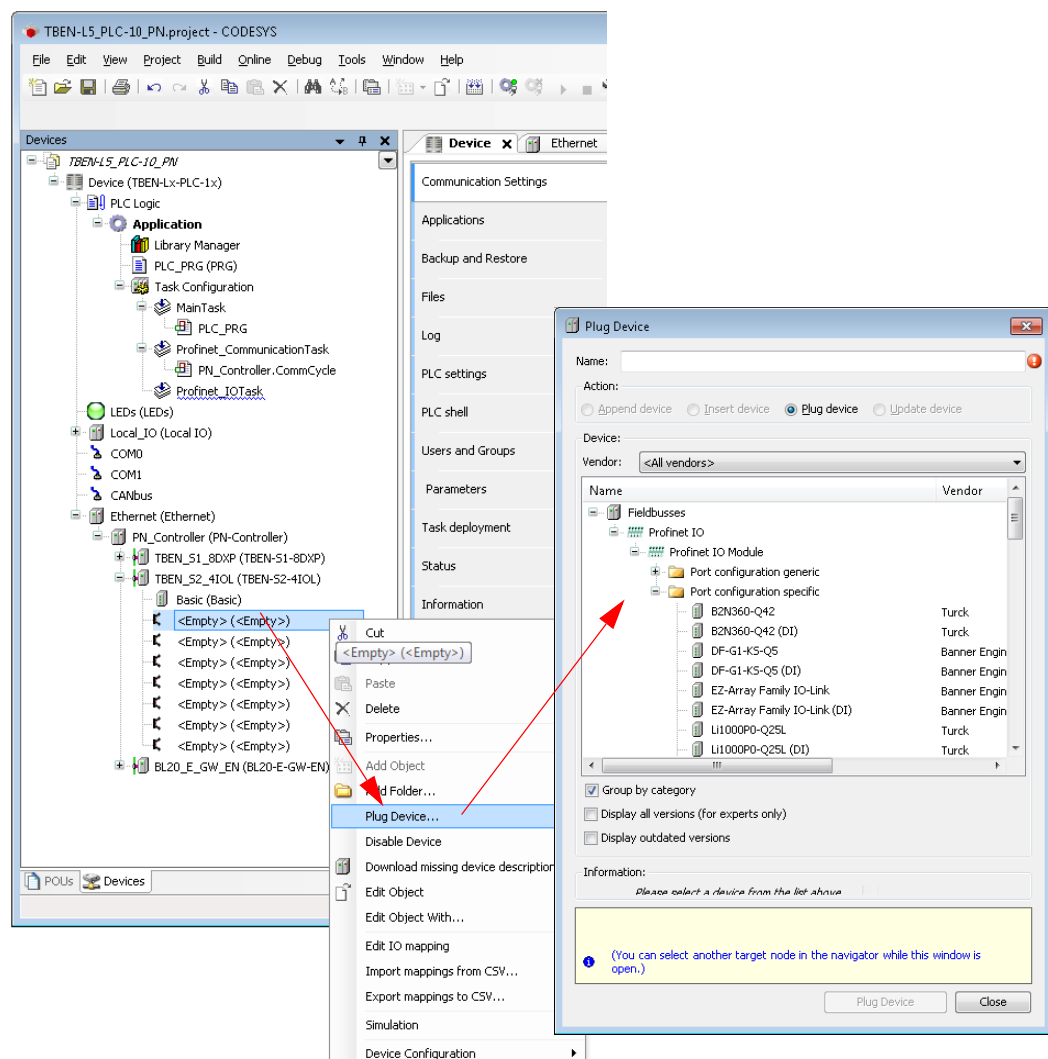 TBEN-L5_PLC-10_PN.project - CODESYS
File Edit View Project Build Online Debug Tools Window Help
Devices
TBEN-L5_PLC-10_PN
Device (TBEN-Lx-PLC-1x)
PLC Logic
Application
Library Manager
PLC_PRG (PRG)
Task Configuration
MainTask
PLC_PRG
Profinet_CommunicationTask
PN_Controller.CommCycle
Profinet_IOTask
LEDs (LEDs)
Local_IO (Local IO)
COM0
COM1
CANbus
Ethernet (Ethernet)
PN_Controller (PN-Controller)
TBEN_S1_8DXP (TBEN-S1-8DXP)
TBEN_S2_4IOL (TBEN-S2-4IOL)
Basic (Basic)
<Empty> (<Empty>)
<Empty> (<Empty>)
<Empty> (<Empty>)
<Empty> (<Empty>)
<Empty> (<Empty>)
<Empty> (<Empty>)
<Empty> (<Empty>)
BL20_E_GW_EN (BL20-E-GW-EN)
POUs Devices
Device Ethernet
Communication Settings
Applications
Backup and Restore
Files
Log
PLC settings
PLC shell
Users and Groups
Parameters
Task deployment
Status
Information
Cut
<Empty> (<Empty>)
Paste
Delete
Properties...
Add Object
Add Folder...
Plug Device...
Disable Device
Download missing device description
Edit Object
Edit Object With...
Edit IO mapping
Import mappings from CSV...
Export mappings to CSV...
Simulation
Device Configuration
Plug Device
Name:
Action:
Append device Insert device Plug device Update device
Device:
Vendor: <All vendors>
Name Vendor
Fieldbusses
Profinet IO
Profinet IO Module
Port configuration generic
Port configuration specific
B2N360-Q42 Turck
B2N360-Q42 (DI) Turck
DF-G1-KS-Q5 Banner Engin
DF-G1-KS-Q5 (DI) Banner Engin
EZ-Array Family IO-Link Banner Engin
EZ-Array Family IO-Link (DI) Banner Engin
Li1000P0-Q25L Turck
Li1000P0-Q25L (DI) Turck
Group by category
Display all versions (for experts only)
Display outdated versions
Information:
Please select a device from the list above
(You can select another target node in the navigator while this window is
open.)
Plug Device Close